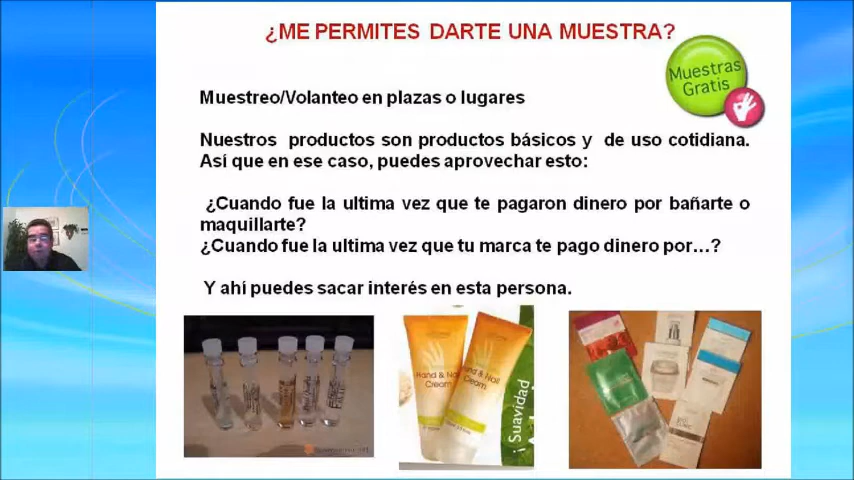 ¿ME PERMITES DARTE UNA MUESTRA?
Muestras
Gratis
Muestreo/Volanteo en plazas o lugares
Nuestros productos son productos básicos y de uso cotidiana.
Así que en ese caso, puedes aprovechar esto:
¿Cuando fue la ultima vez que te pagaron dinero por bañarte o
maquillarte?
¿Cuando fue la ultima vez que tu marca te pago dinero por...?
Y ahí puedes sacar interés en esta persona.
Hand & Nail
Cream
Hand & Nail
Cream
¡ Suavidad